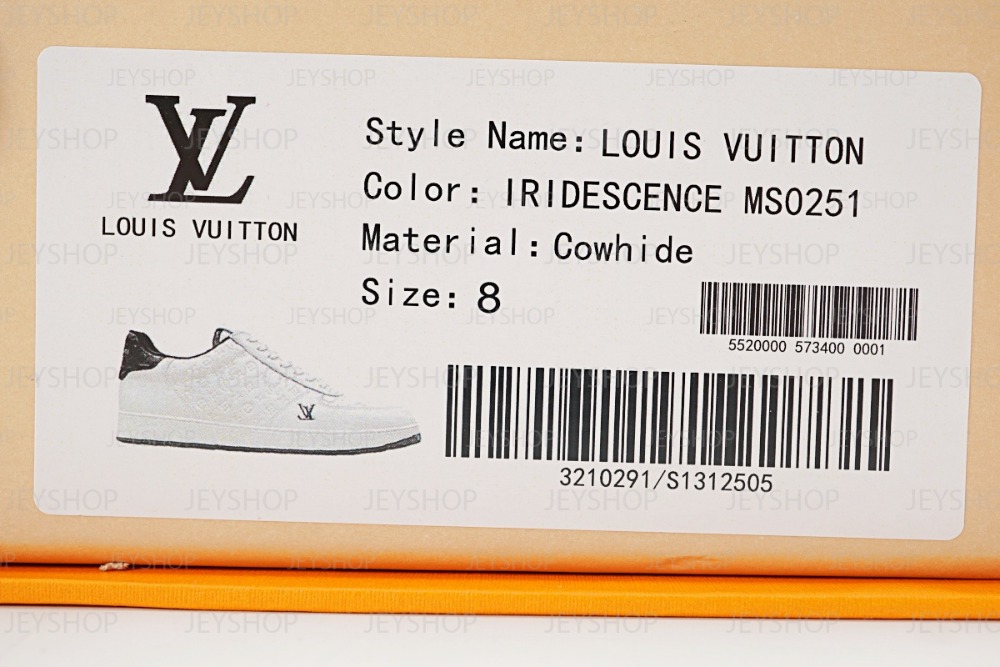 LOUIS VUITTON
Style Name: LOUIS VUITTON
Color: IRIDESCENCE MS0251
Material: Cowhide
Size: 8
5520000 573400 0001
3210291/S1312505
JEYSHOP